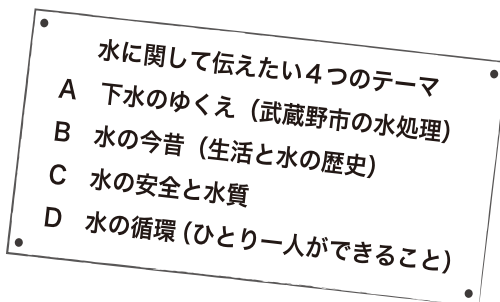 水に関して伝えたい4つのテーマ
A 下水のゆくえ（武蔵野市の水処理）
B 水の今昔（生活と水の歴史）
C 水の安全と水質
D 水の循環（ひとり一人ができること）